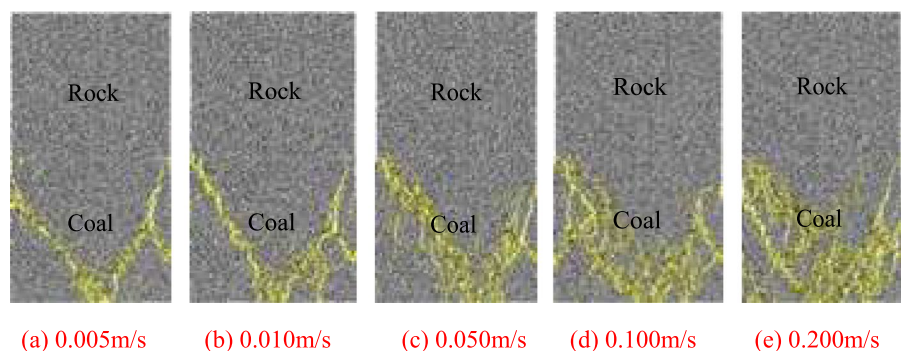 Rock Rock Rock Rock Rock
Coal Coal Coal Coal Coal
(a) 0.005m/s (b) 0.010m/s (c) 0.050m/s (d) 0.100m/s (e) 0.200m/s